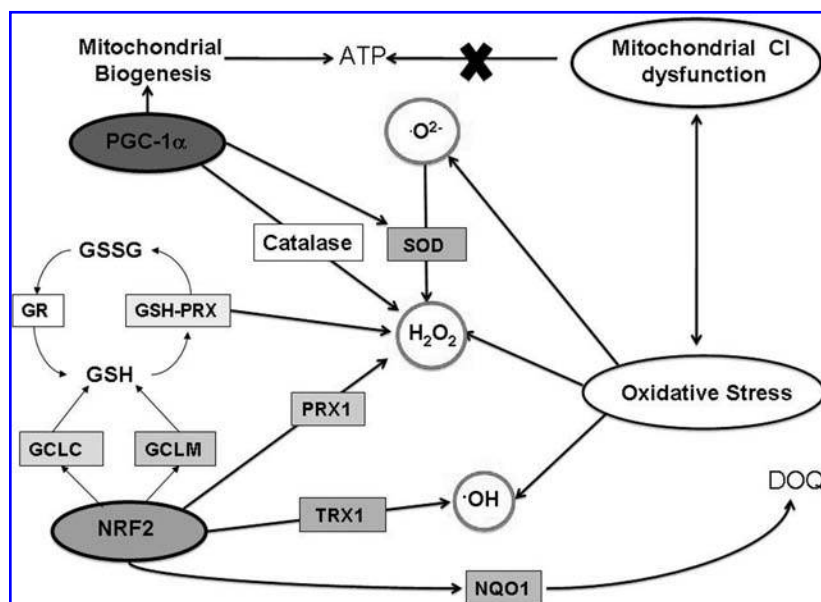 Mitochondrial
Biogenesis
ATP
Mitochondrial CI
dysfunction
PGC-1α
·O²⁻
Catalase
SOD
GSSG
GR
GSH-PRX
H₂O₂
GSH
PRX1
Oxidative Stress
GCLC
GCLM
NRF2
TRX1
·OH
DOQ
NQO1